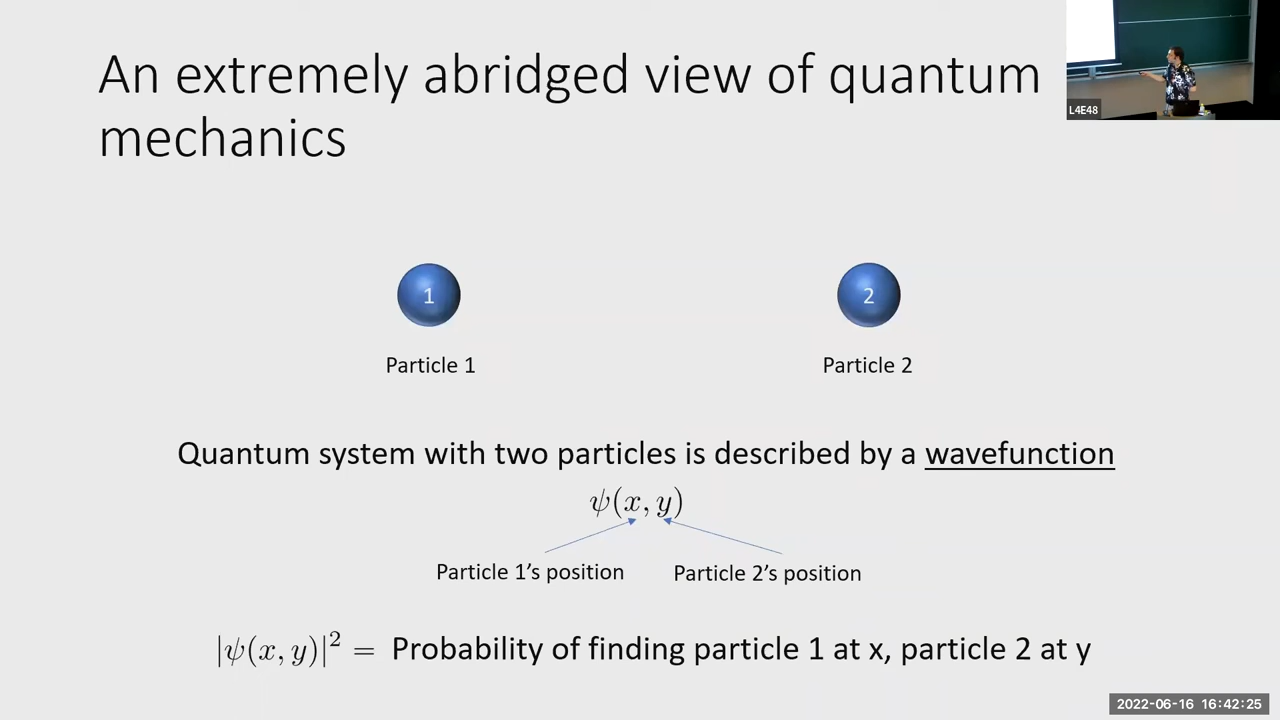 An extremely abridged view of quantum
mechanics
L4E48
1
2
Particle 1
Particle 2
Quantum system with two particles is described by a wavefunction
ψ(x, y)
Particle 1's position
Particle 2's position
|ψ(x, y)|² = Probability of finding particle 1 at x, particle 2 at y
2022-06-16 16:42:25